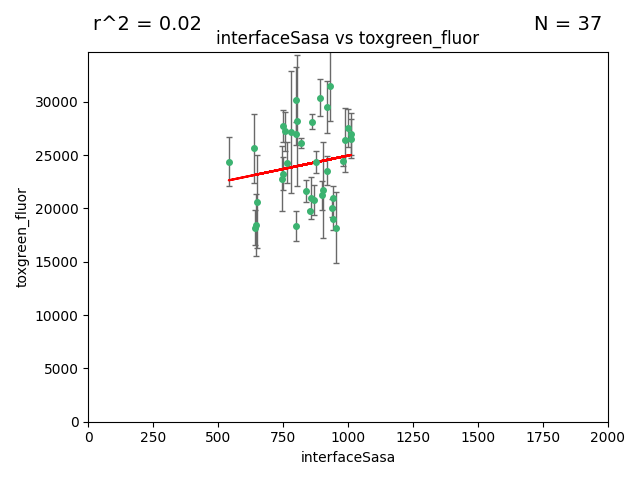 r^2 = 0.02
N = 37
interfaceSasa vs toxgreen_fluor
30000
25000
20000
15000
10000
5000
0
toxgreen_fluor
0 250 500 750 1000 1250 1500 1750 2000
interfaceSasa